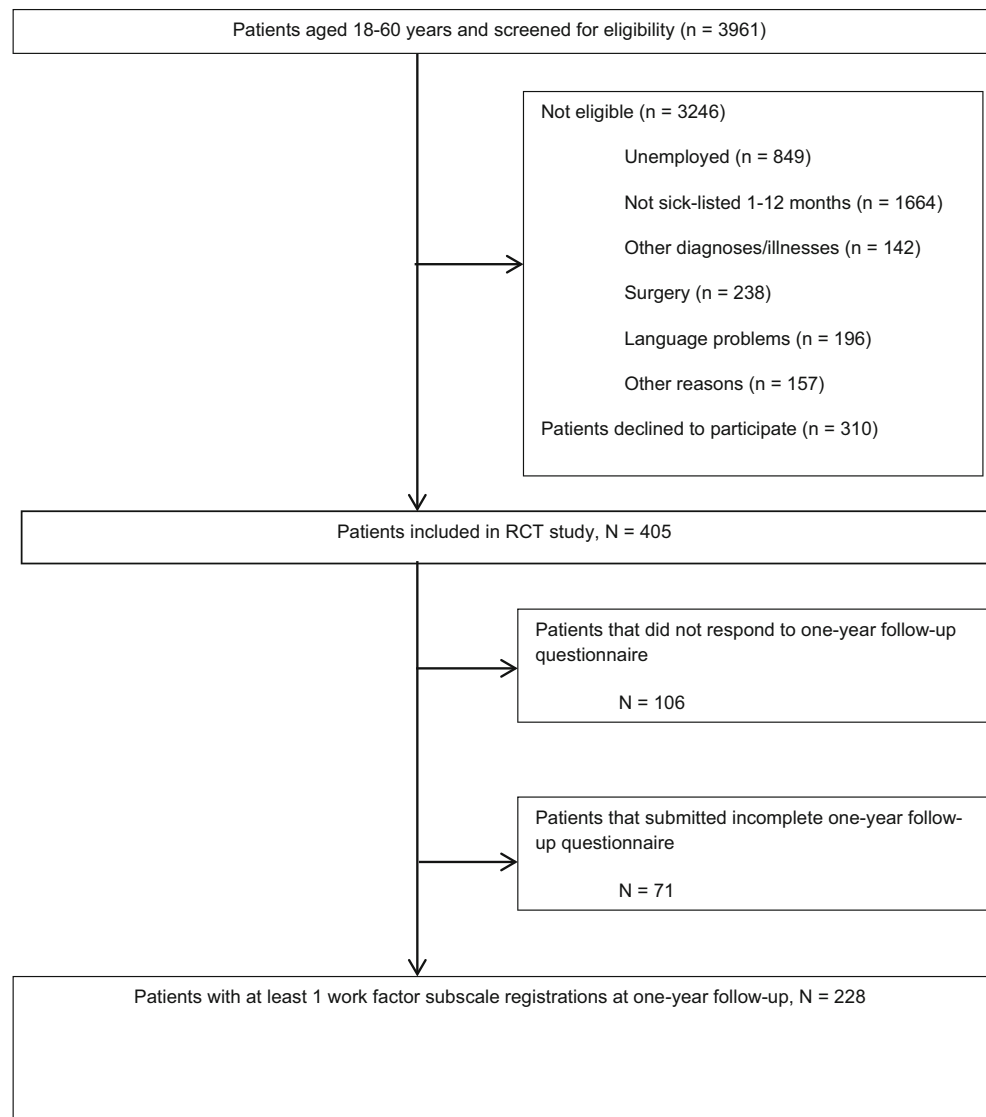 Patients aged 18-60 years and screened for eligibility (n = 3961)
Not eligible (n = 3246)
Unemployed (n = 849)
Not sick-listed 1-12 months (n = 1664)
Other diagnoses/illnesses (n = 142)
Surgery (n = 238)
Language problems (n = 196)
Other reasons (n = 157)
Patients declined to participate (n = 310)
Patients included in RCT study, N = 405
Patients that did not respond to one-year follow-up
questionnaire
N = 106
Patients that submitted incomplete one-year follow-
up questionnaire
N = 71
Patients with at least 1 work factor subscale registrations at one-year follow-up, N = 228